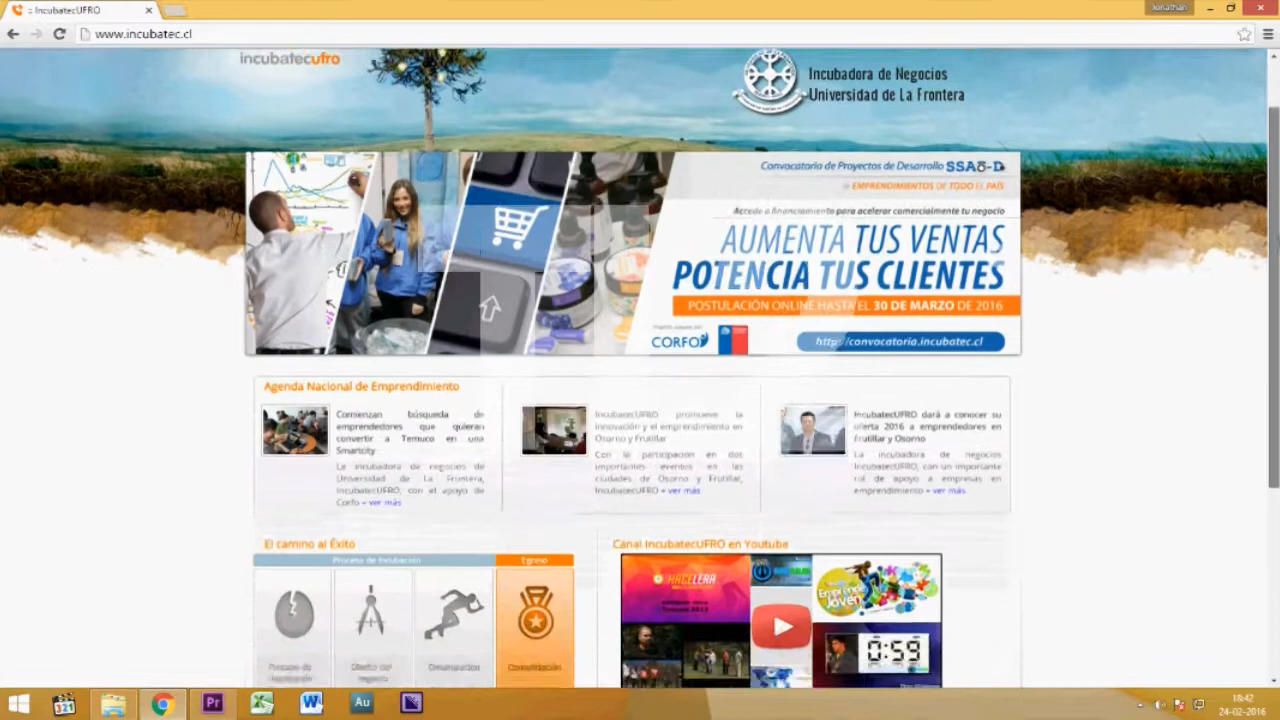 :: IncubatecUFRO
Jonathan
www.incubatec.cl
incubatecufro
Incubadora de Negocios
Universidad de La Frontera
Convocatoria de Proyectos de Desarrollo SSAF-D
EMPRENDIMIENTOS DE TODO EL PAÍS
Accede a financiamiento para acelerar comercialmente tu negocio
AUMENTA TUS VENTAS
POTENCIA TUS CLIENTES
POSTULACIÓN ONLINE HASTA EL 30 DE MARZO DE 2016
CORFO
http://convocatoria.incubatec.cl
Agenda Nacional de Emprendimiento
Comienzan búsqueda de
emprendedores que quieran
convertir a Temuco en una
Smartcity
La incubadora de negocios de
Universidad de La Frontera,
IncubatecUFRO, con el apoyo de
Corfo + ver más
IncubatecUFRO promueve la
innovación y el emprendimiento en
Osorno y Frutillar
Con la participación en dos
importantes eventos en las
ciudades de Osorno y Frutillar,
IncubatecUFRO + ver más
IncubatecUFRO dará a conocer su
oferta 2016 a emprendedores en
Frutillar y Osorno
La incubadora de negocios
IncubatecUFRO, con un importante
rol de apoyo a empresas en
emprendimiento + ver más
El camino al Éxito
Proceso de Incubación
Egreso
Diseño del
negocio
Consolidación
Canal IncubatecUFRO en Youtube
HACELERA
Emprende
Joven
0:59
321
Pr
Au
18:42
24-02-2016